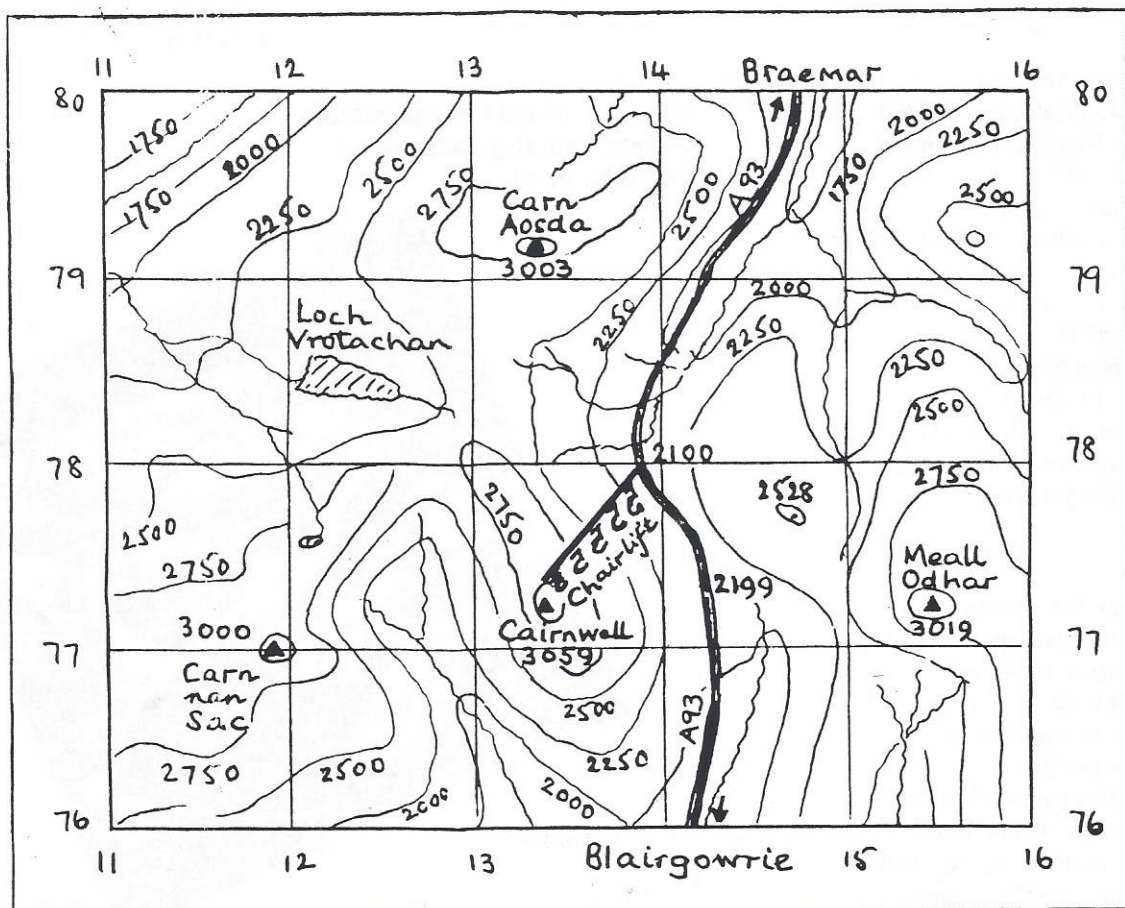 11 12 13 14 Braemar 16
80 80
1750
2000
2500
2000
2250
1750
2250
2750
Carn
Aosda
3003
2500
A93
1750
2500
79 79
Loch
Vrotachan
2250
2000
2250
2250
2500
78 2100 78
2500
2750
2750
Chairlift
2528
2750
Meall
Odhar
3019
2199
3000
Cairnwell
3059
77 77
Carn
nan
Sac
2750
2500
2000
2500
2250
2000
A93
76 76
11 12 13 Blairgowrie 15 16